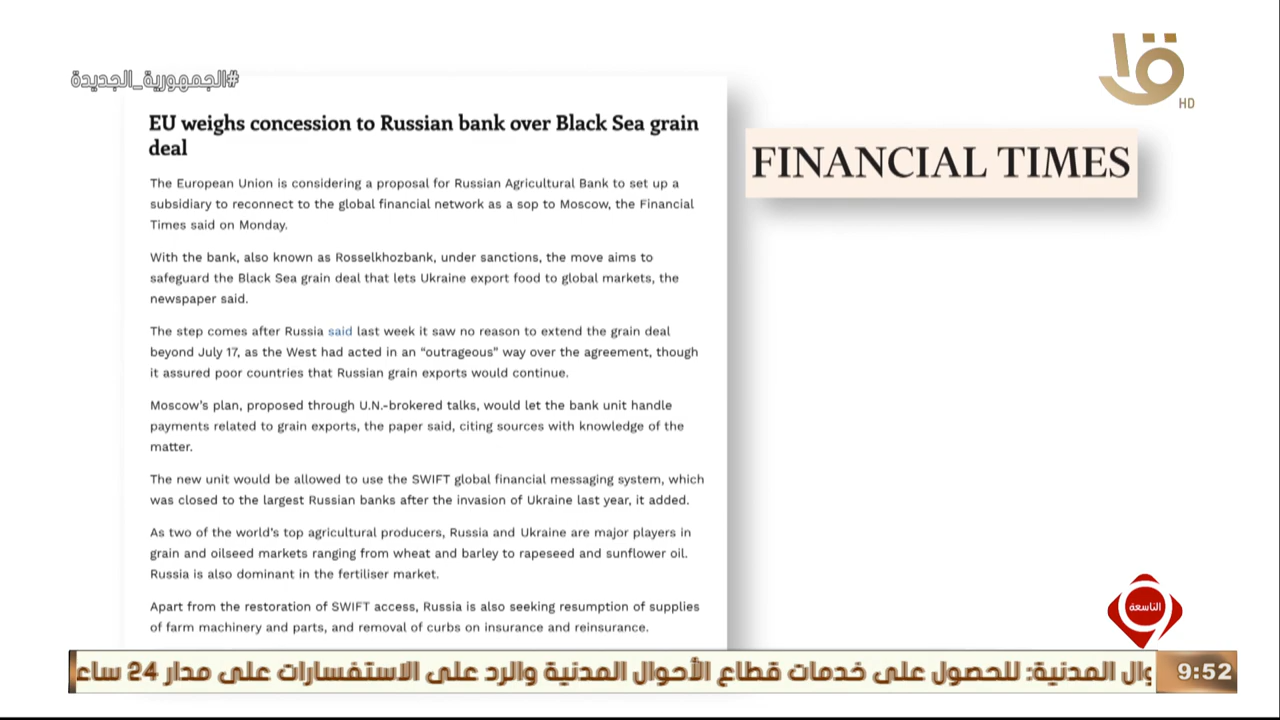 #الجمهورية_الجديدة
HD
FINANCIAL TIMES
EU weighs concession to Russian bank over Black Sea grain
deal
The European Union is considering a proposal for Russian Agricultural Bank to set up a
subsidiary to reconnect to the global financial network as a sop to Moscow, the Financial
Times said on Monday.
With the bank, also known as Rosselkhozbank, under sanctions, the move aims to
safeguard the Black Sea grain deal that lets Ukraine export food to global markets, the
newspaper said.
The step comes after Russia said last week it saw no reason to extend the grain deal
beyond July 17, as the West had acted in an “outrageous” way over the agreement, though
it assured poor countries that Russian grain exports would continue.
Moscow’s plan, proposed through U.N.-brokered talks, would let the bank unit handle
payments related to grain exports, the paper said, citing sources with knowledge of the
matter.
The new unit would be allowed to use the SWIFT global financial messaging system, which
was closed to the largest Russian banks after the invasion of Ukraine last year, it added.
As two of the world’s top agricultural producers, Russia and Ukraine are major players in
grain and oilseed markets ranging from wheat and barley to rapeseed and sunflower oil.
Russia is also dominant in the fertiliser market.
Apart from the restoration of SWIFT access, Russia is also seeking resumption of supplies
of farm machinery and parts, and removal of curbs on insurance and reinsurance.
التاسعة
المدنية: للحصول على خدمات قطاع الأحوال المدنية والرد على الاستفسارات على مدار 24
9:52